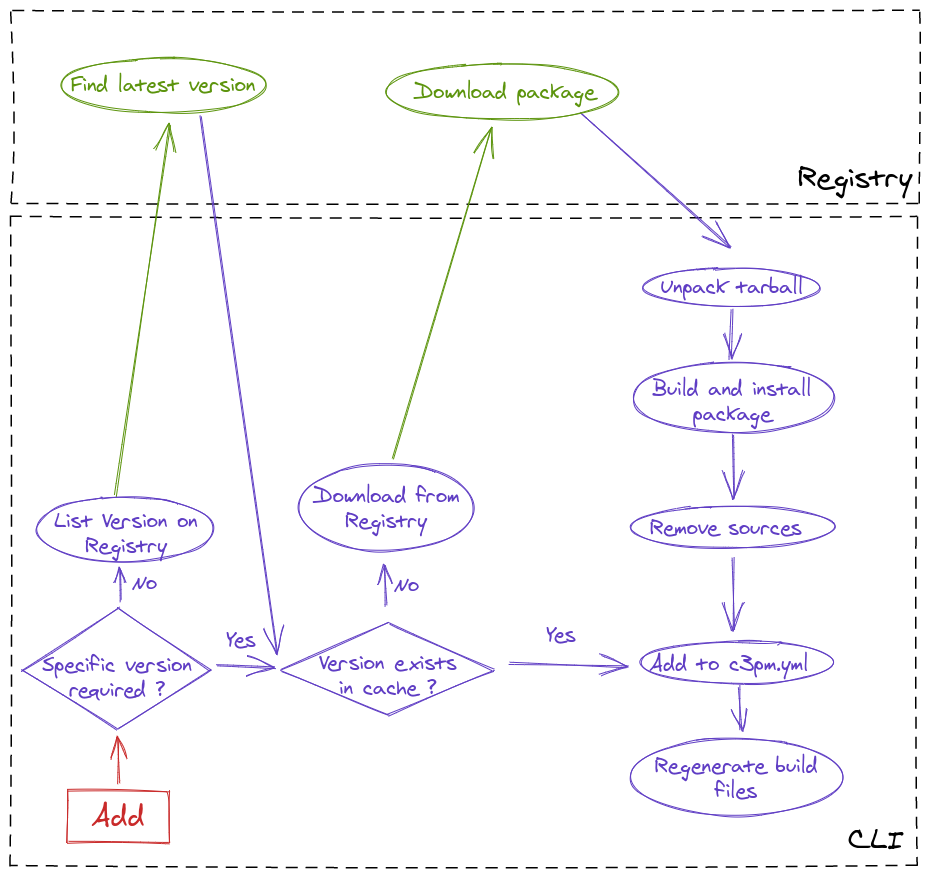 Find latest version
Download package
Registry
Unpack tarball
Build and install
package
Download from
Registry
List Version on
Registry
Remove sources
No
No
Yes
Yes
Specific version
required ?
Version exists
in cache ?
Add to c3pm.yml
Regenerate build
files
Add
CLI